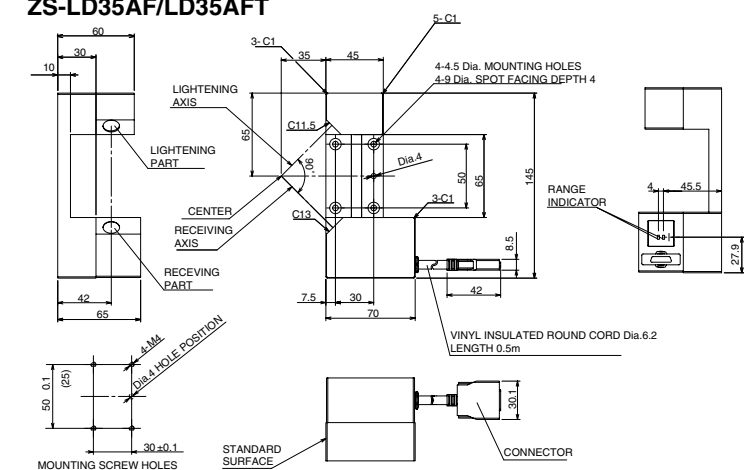 ZS-LD35AF/LD35AFT
60
30
10
LIGHTENING
PART
RECEVING
PART
42
65
3- C1
5- C1
35
45
4-4.5 Dia. MOUNTING HOLES
4-9 Dia. SPOT FACING DEPTH 4
LIGHTENING
AXIS
65
C11.5
90°
Dia.4
50
65
145
CENTER
RECEIVING
AXIS
C13
3-C1
8.5
42
7.5
30
70
VINYL INSULATED ROUND CORD Dia.6.2
LENGTH 0.5m
4
45.5
RANGE
INDICATOR
27.9
4-M4
Dia.4 HOLE POSITION
50 0.1
(25)
30±0.1
MOUNTING SCREW HOLES
STANDARD
SURFACE
30.1
CONNECTOR